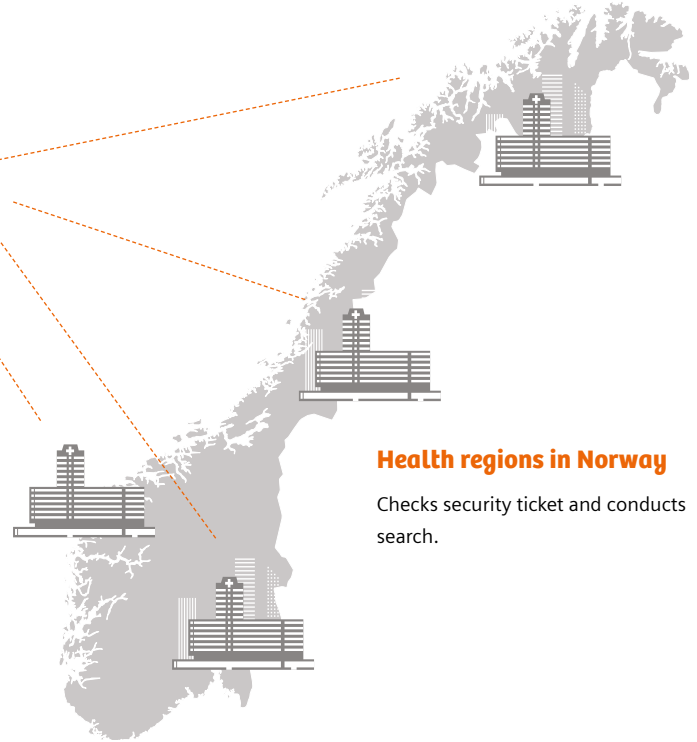 Health regions in Norway
Checks security ticket and conducts
search.